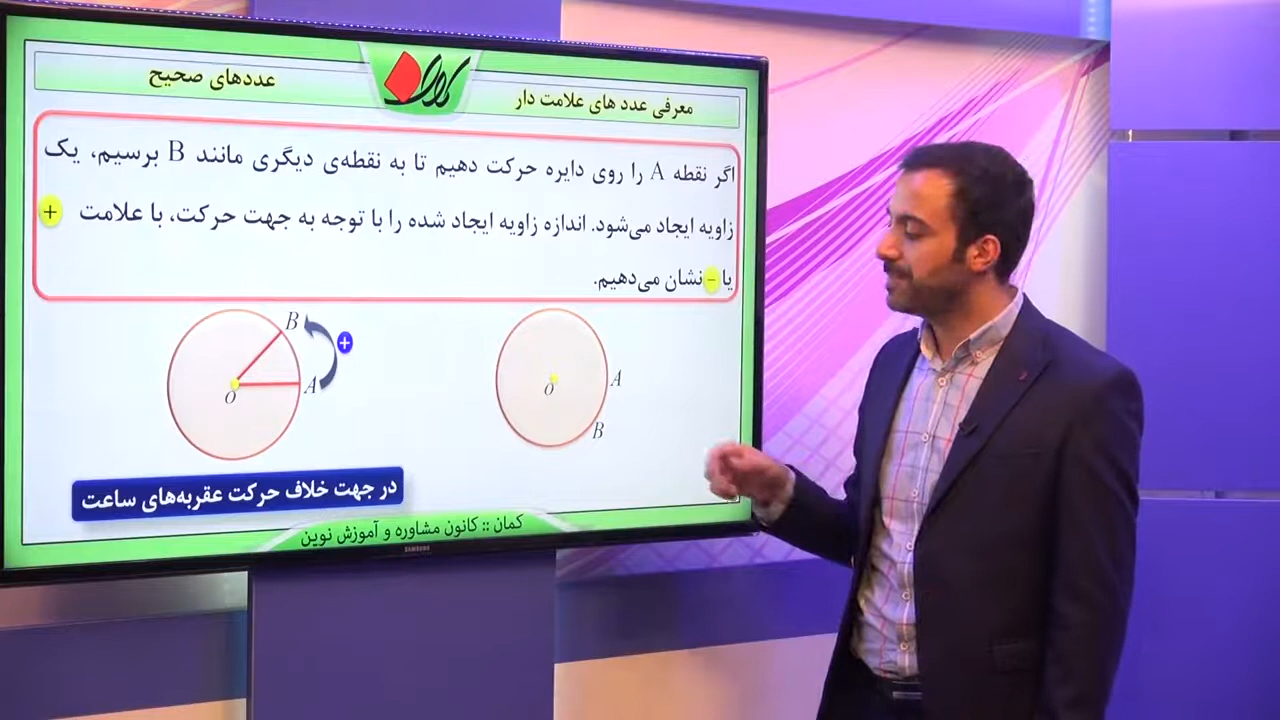 معرفی عدد های علامت دار
عددهای صحیح
کمان
اگر نقطه A را روی دایره حرکت دهیم تا به نقطه‌ی دیگری مانند B برسیم، یک
زاویه ایجاد می‌شود. اندازه زاویه ایجاد شده را با توجه به جهت حرکت، با علامت +
یا - نشان می‌دهیم.
A
B
o
B
+
A
o
در جهت خلاف حرکت عقربه‌های ساعت
کمان :: کانون مشاوره و آموزش نوین
SAMSUNG